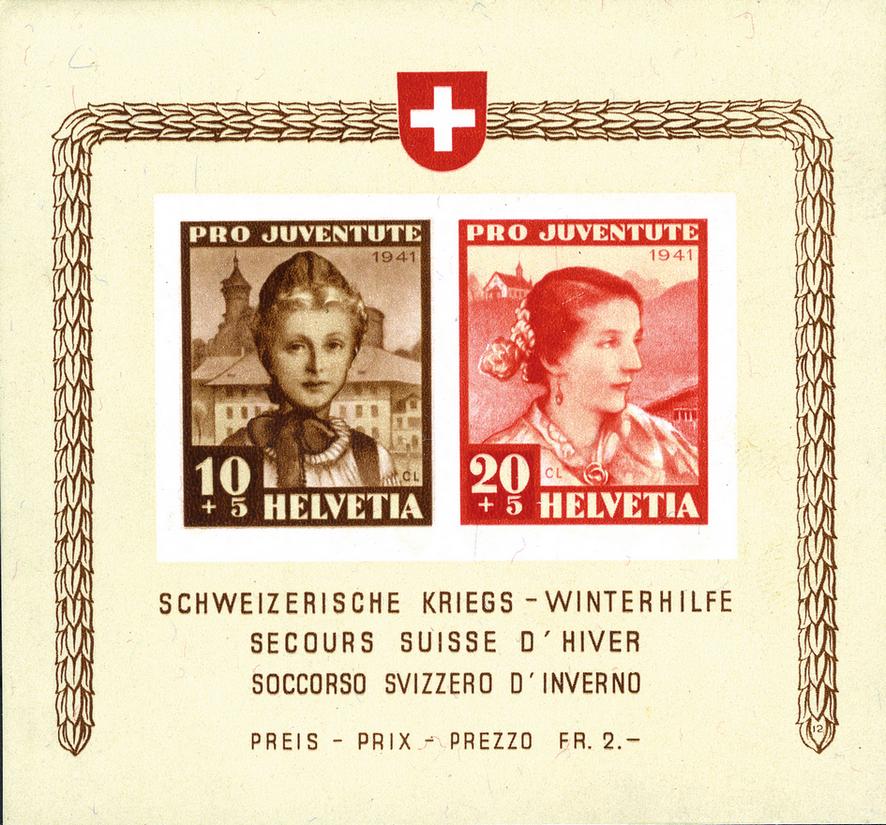 PRO JUVENTUTE
1941
CL
10
+ 5 HELVETIA
PRO JUVENTUTE
1941
CL
20
+ 5 HELVETIA
SCHWEIZERISCHE KRIEGS - WINTERHILFE
SECOURS SUISSE D'HIVER
SOCCORSO SVIZZERO D'INVERNO
PREIS - PRIX - PREZZO FR. 2.-
12